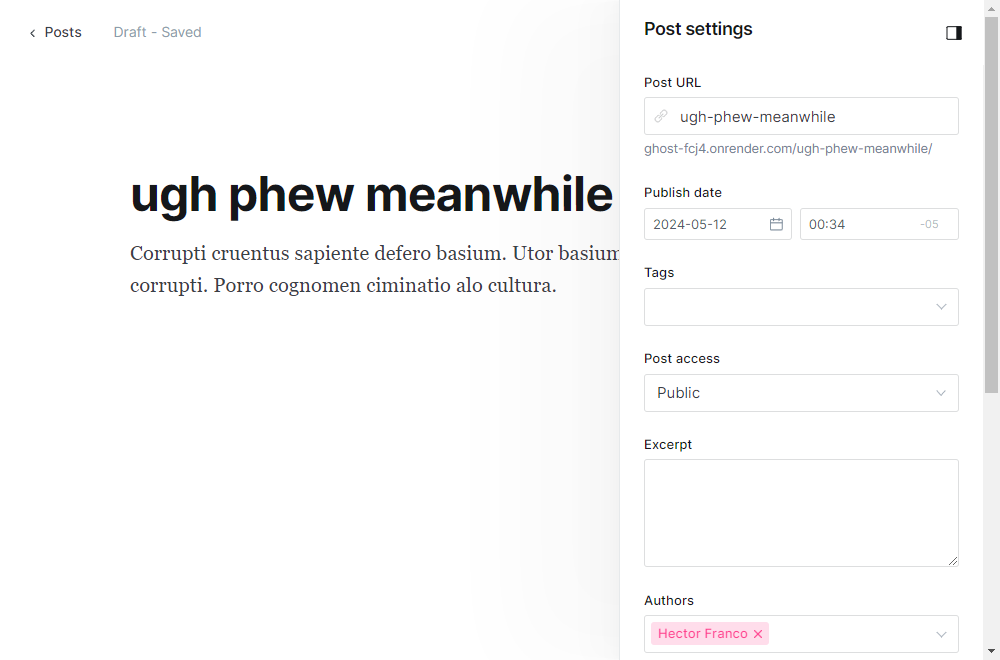 Posts
Draft - Saved
ugh phew meanwhile
Corrupti cruentus sapiente defero basium. Utor basium
corrupti. Porro cognomen ciminatio alo cultura.
Post settings
Post URL
ugh-phew-meanwhile
ghost-fcj4.onrender.com/ugh-phew-meanwhile/
Publish date
2024-05-12
00:34
-05
Tags
Post access
Public
Excerpt
Authors
Hector Franco